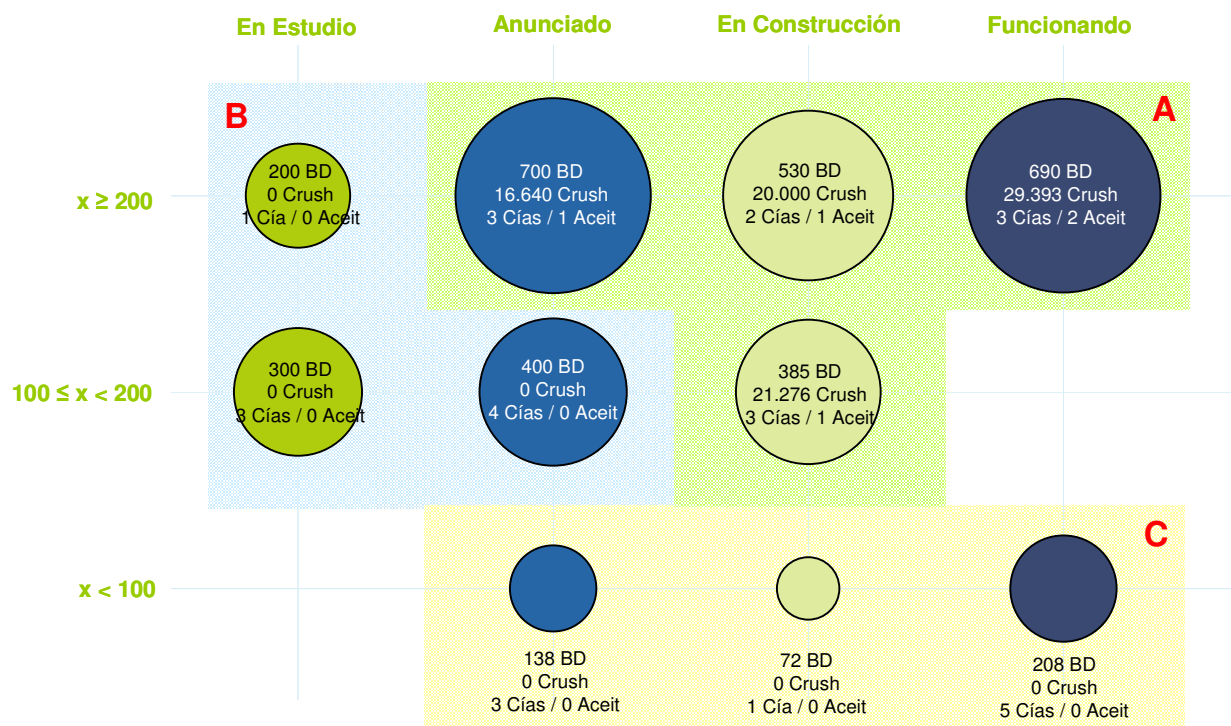 En Estudio
Anunciado
En Construcción
Funcionando
B
A
x ≥ 200
200 BD
0 Crush
1 Cía / 0 Aceit
700 BD
16.640 Crush
3 Cías / 1 Aceit
530 BD
20.000 Crush
2 Cías / 1 Aceit
690 BD
29.393 Crush
3 Cías / 2 Aceit
100 ≤ x < 200
300 BD
0 Crush
3 Cías / 0 Aceit
400 BD
0 Crush
4 Cías / 0 Aceit
385 BD
21.276 Crush
3 Cías / 1 Aceit
C
x < 100
138 BD
0 Crush
3 Cías / 0 Aceit
72 BD
0 Crush
1 Cía / 0 Aceit
208 BD
0 Crush
5 Cías / 0 Aceit